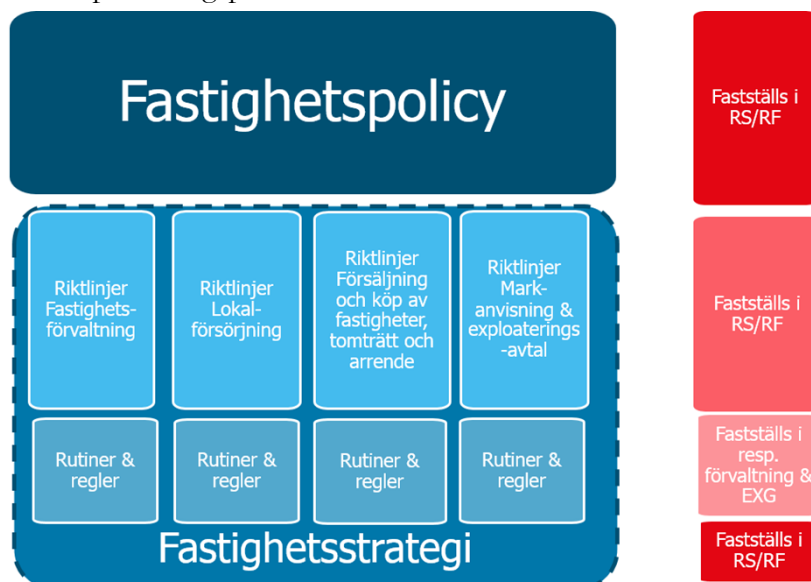 Fastighetspolicy
Fastställs i
RS/RF
Riktlinjer
Fastighets-
förvaltning
Riktlinjer
Lokal-
försörjning
Riktlinjer
Försäljning
och köp av
fastigheter,
tomträtt och
arrende
Riktlinjer
Mark-
anvisning &
exploaterings
-avtal
Fastställs i
RS/RF
Rutiner &
regler
Rutiner &
regler
Rutiner &
regler
Rutiner &
regler
Fastställs i
resp.
förvaltning &
EXG
Fastighetsstrategi
Fastställs i
RS/RF